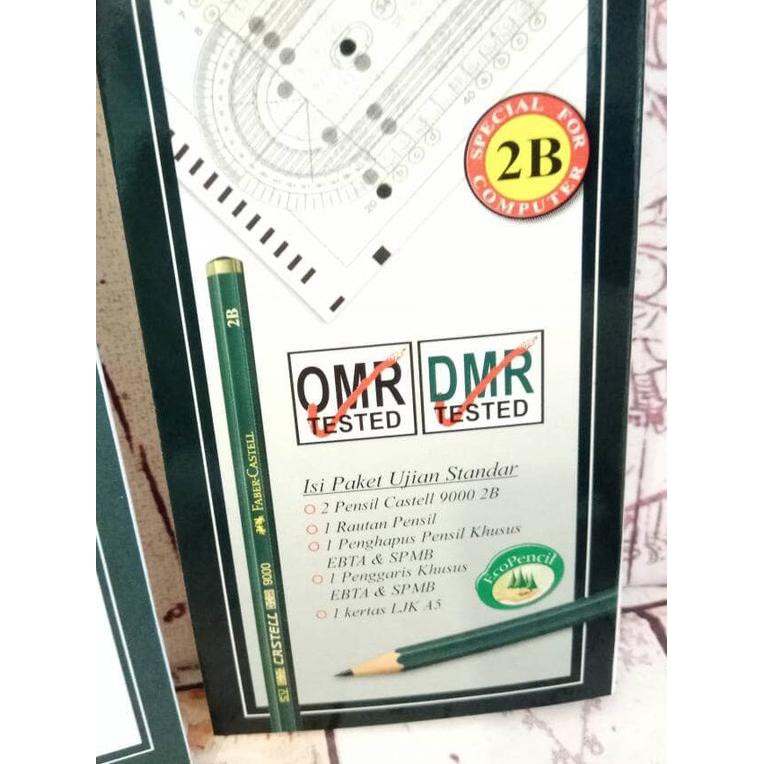 SPECIAL FOR
2B
COMPUTER
2B
OMR
TESTED
DMR
TESTED
FABER-CASTELL
CASTELL 9000
Isi Paket Ujian Standar
2 Pensil Castell 9000 2B
1 Rautan Pensil
1 Penghapus Pensil Khusus
EBTA & SPMB
1 Penggaris Khusus
EBTA & SPMB
1 kertas LJK A5
EcoPencil